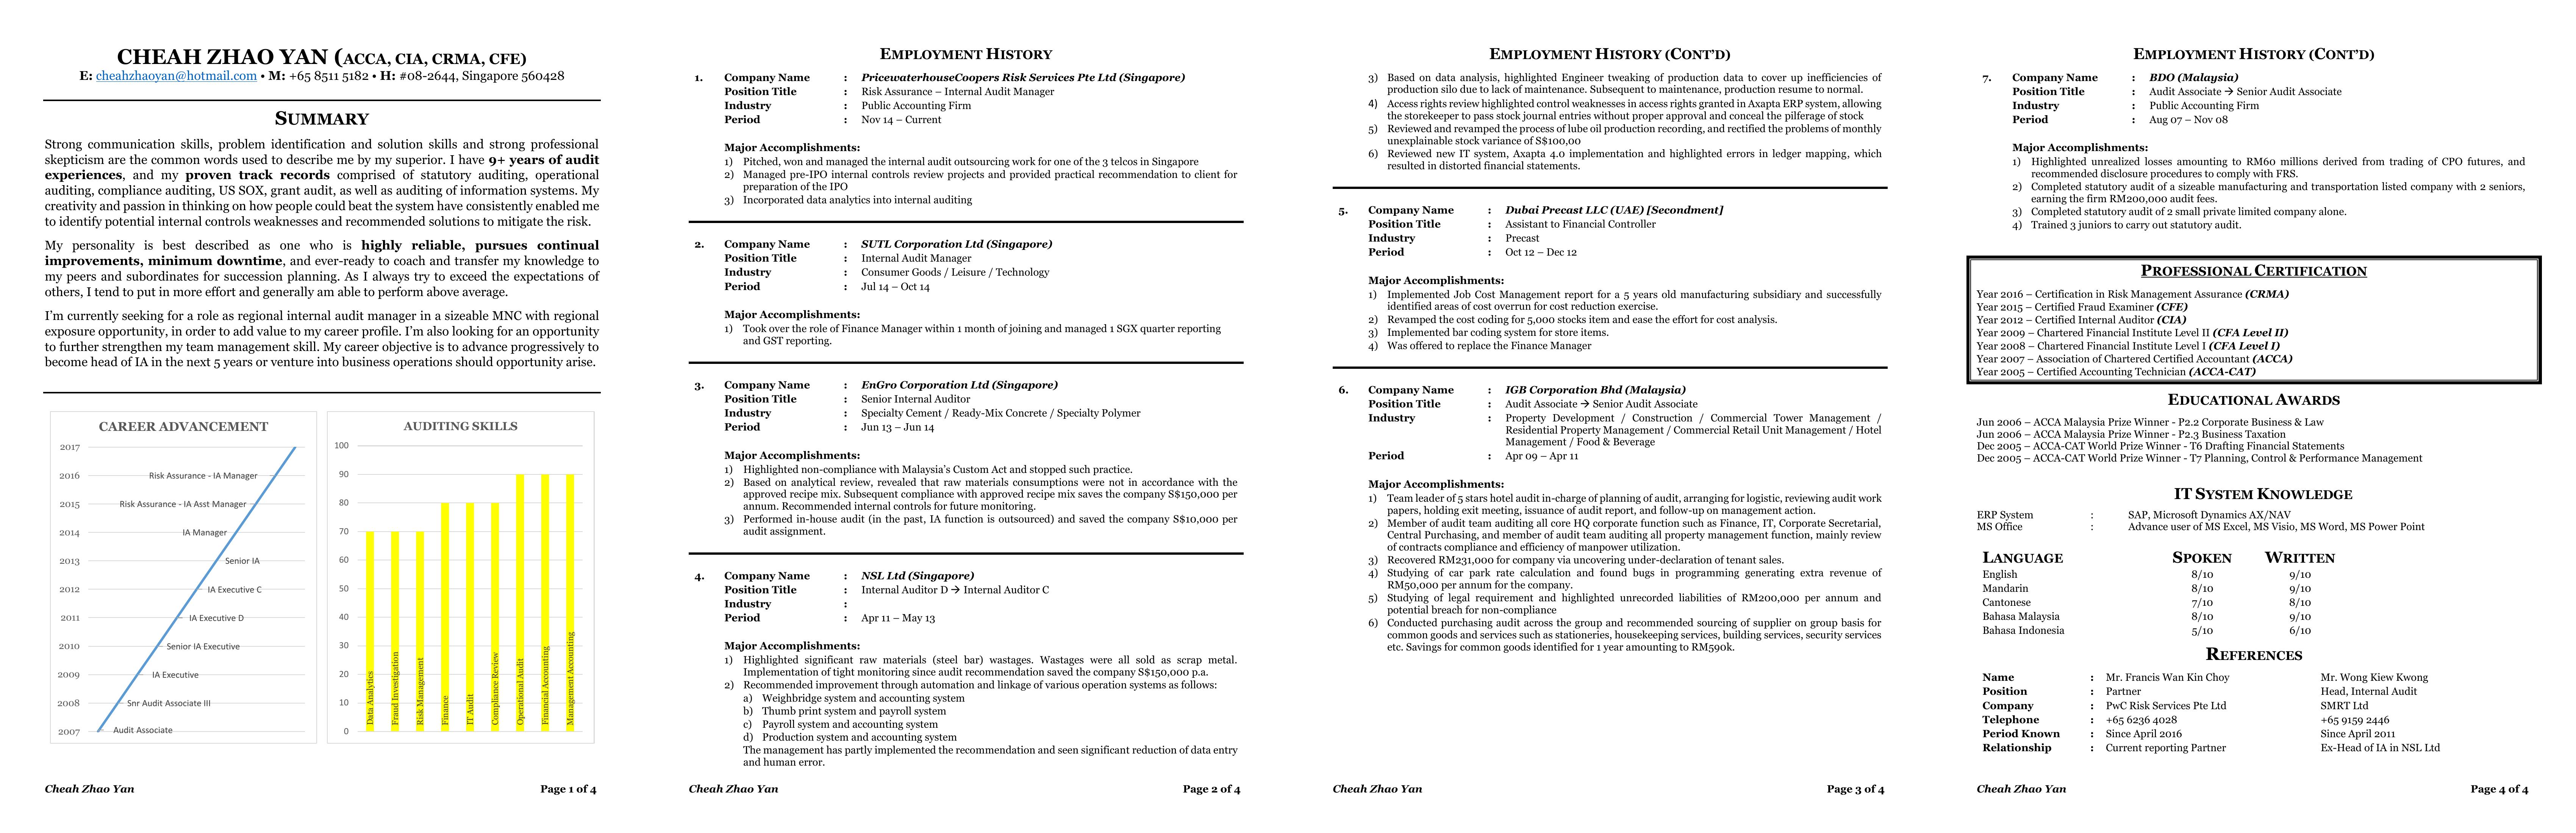 CHEAH ZHAO YAN (ACCA, CIA, CRMA, CFE)
E: cheahzhaoyan@hotmail.com • M: +65 8511 5182 • H: #08-2644, Singapore 560428
SUMMARY
Strong communication skills, problem identification and solution skills and strong professional
skepticism are the common words used to describe me by my superior. I have 9+ years of audit
experiences, and my proven track records comprised of statutory auditing, operational
auditing, compliance auditing, US SOX, grant audit, as well as auditing of information systems. My
creativity and passion in thinking on how people could beat the system have consistently enabled me
to identify potential internal controls weaknesses and recommended solutions to mitigate the risk.
My personality is best described as one who is highly reliable, pursues continual
improvements, minimum downtime, and ever-ready to coach and transfer my knowledge to
my peers and subordinates for succession planning. As I always try to exceed the expectations of
others, I tend to put in more effort and generally am able to perform above average.
I'm currently seeking for a role as regional internal audit manager in a sizeable MNC with regional
exposure opportunity, in order to add value to my career profile. I'm also looking for an opportunity
to further strengthen my team management skill. My career objective is to advance progressively to
become head of IA in the next 5 years or venture into business operations should opportunity arise.
CAREER ADVANCEMENT
2017
2016 Risk Assurance - IA Manager
2015 Risk Assurance - IA Asst Manager
2014 IA Manager
2013 Senior IA
2012 IA Executive C
2011 IA Executive D
2010 Senior IA Executive
2009 IA Executive
2008 Snr Audit Associate III
2007 Audit Associate
AUDITING SKILLS
100
90
80
70
60
50
40
30
20
10
0
Data Analytics
Fraud Investigation
Risk Management
Finance
IT Audit
Compliance Review
Operational Audit
Financial Accounting
Management Accounting
Cheah Zhao Yan Page 1 of 4
EMPLOYMENT HISTORY
1. Company Name : PricewaterhouseCoopers Risk Services Pte Ltd (Singapore)
Position Title : Risk Assurance – Internal Audit Manager
Industry : Public Accounting Firm
Period : Nov 14 – Current
Major Accomplishments:
1) Pitched, won and managed the internal audit outsourcing work for one of the 3 telcos in Singapore
2) Managed pre-IPO internal controls review projects and provided practical recommendation to client for
preparation of the IPO
3) Incorporated data analytics into internal auditing
2. Company Name : SUTL Corporation Ltd (Singapore)
Position Title : Internal Audit Manager
Industry : Consumer Goods / Leisure / Technology
Period : Jul 14 – Oct 14
Major Accomplishments:
1) Took over the role of Finance Manager within 1 month of joining and managed 1 SGX quarter reporting
and GST reporting.
3. Company Name : EnGro Corporation Ltd (Singapore)
Position Title : Senior Internal Auditor
Industry : Specialty Cement / Ready-Mix Concrete / Specialty Polymer
Period : Jun 13 – Jun 14
Major Accomplishments:
1) Highlighted non-compliance with Malaysia's Custom Act and stopped such practice.
2) Based on analytical review, revealed that raw materials consumptions were not in accordance with the
approved recipe mix. Subsequent compliance with approved recipe mix saves the company S$150,000 per
annum. Recommended internal controls for future monitoring.
3) Performed in-house audit (in the past, IA function is outsourced) and saved the company S$10,000 per
audit assignment.
4. Company Name : NSL Ltd (Singapore)
Position Title : Internal Auditor D → Internal Auditor C
Industry :
Period : Apr 11 – May 13
Major Accomplishments:
1) Highlighted significant raw materials (steel bar) wastages. Wastages were all sold as scrap metal.
Implementation of tight monitoring since audit recommendation saved the company S$150,000 p.a.
2) Recommended improvement through automation and linkage of various operation systems as follows:
a) Weighbridge system and accounting system
b) Thumb print system and payroll system
c) Payroll system and accounting system
d) Production system and accounting system
The management has partly implemented the recommendation and seen significant reduction of data entry
and human error.
Cheah Zhao Yan Page 2 of 4
EMPLOYMENT HISTORY (CONT'D)
3) Based on data analysis, highlighted Engineer tweaking of production data to cover up inefficiencies of
production silo due to lack of maintenance. Subsequent to maintenance, production resume to normal.
4) Access rights review highlighted control weaknesses in access rights granted in Axapta ERP system, allowing
the storekeeper to pass stock journal entries without proper approval and conceal the pilferage of stock
5) Reviewed and revamped the process of lube oil production recording, and rectified the problems of monthly
unexplainable stock variance of S$100,00
6) Reviewed new IT system, Axapta 4.0 implementation and highlighted errors in ledger mapping, which
resulted in distorted financial statements.
5. Company Name : Dubai Precast LLC (UAE) [Secondment]
Position Title : Assistant to Financial Controller
Industry : Precast
Period : Oct 12 – Dec 12
Major Accomplishments:
1) Implemented Job Cost Management report for a 5 years old manufacturing subsidiary and successfully
identified areas of cost overrun for cost reduction exercise.
2) Revamped the cost coding for 5,000 stocks item and ease the effort for cost analysis.
3) Implemented bar coding system for store items.
4) Was offered to replace the Finance Manager
6. Company Name : IGB Corporation Bhd (Malaysia)
Position Title : Audit Associate → Senior Audit Associate
Industry : Property Development / Construction / Commercial Tower Management /
Residential Property Management / Commercial Retail Unit Management / Hotel
Management / Food & Beverage
Period : Apr 09 – Apr 11
Major Accomplishments:
1) Team leader of 5 stars hotel audit in-charge of planning of audit, arranging for logistic, reviewing audit work
papers, holding exit meeting, issuance of audit report, and follow-up on management action.
2) Member of audit team auditing all core HQ corporate function such as Finance, IT, Corporate Secretarial,
Central Purchasing, and member of audit team auditing all property management function, mainly review
of contracts compliance and efficiency of manpower utilization.
3) Recovered RM231,000 for company via uncovering under-declaration of tenant sales.
4) Studying of car park rate calculation and found bugs in programming generating extra revenue of
RM50,000 per annum for the company.
5) Studying of legal requirement and highlighted unrecorded liabilities of RM200,000 per annum and
potential breach for non-compliance
6) Conducted purchasing audit across the group and recommended sourcing of supplier on group basis for
common goods and services such as stationeries, housekeeping services, building services, security services
etc. Savings for common goods identified for 1 year amounting to RM590k.
Cheah Zhao Yan Page 3 of 4
EMPLOYMENT HISTORY (CONT'D)
7. Company Name : BDO (Malaysia)
Position Title : Audit Associate → Senior Audit Associate
Industry : Public Accounting Firm
Period : Aug 07 – Nov 08
Major Accomplishments:
1) Highlighted unrealized losses amounting to RM60 millions derived from trading of CPO futures, and
recommended disclosure procedures to comply with FRS.
2) Completed statutory audit of a sizeable manufacturing and transportation listed company with 2 seniors,
earning the firm RM200,000 audit fees.
3) Completed statutory audit of 2 small private limited company alone.
4) Trained 3 juniors to carry out statutory audit.
PROFESSIONAL CERTIFICATION
Year 2016 – Certification in Risk Management Assurance (CRMA)
Year 2015 – Certified Fraud Examiner (CFE)
Year 2012 – Certified Internal Auditor (CIA)
Year 2009 – Chartered Financial Institute Level II (CFA Level II)
Year 2008 – Chartered Financial Institute Level I (CFA Level I)
Year 2007 – Association of Chartered Certified Accountant (ACCA)
Year 2005 – Certified Accounting Technician (ACCA-CAT)
EDUCATIONAL AWARDS
Jun 2006 – ACCA Malaysia Prize Winner - P2.2 Corporate Business & Law
Jun 2006 – ACCA Malaysia Prize Winner - P2.3 Business Taxation
Dec 2005 – ACCA-CAT World Prize Winner - T6 Drafting Financial Statements
Dec 2005 – ACCA-CAT World Prize Winner - T7 Planning, Control & Performance Management
IT SYSTEM KNOWLEDGE
ERP System : SAP, Microsoft Dynamics AX/NAV
MS Office : Advance user of MS Excel, MS Visio, MS Word, MS Power Point
LANGUAGE SPOKEN WRITTEN
English 8/10 9/10
Mandarin 8/10 9/10
Cantonese 7/10 8/10
Bahasa Malaysia 8/10 9/10
Bahasa Indonesia 5/10 6/10
REFERENCES
Name : Mr. Francis Wan Kin Choy Mr. Wong Kiew Kwong
Position : Partner Head, Internal Audit
Company : PwC Risk Services Pte Ltd SMRT Ltd
Telephone : +65 6236 4028 +65 9159 2446
Period Known : Since April 2016 Since April 2011
Relationship : Current reporting Partner Ex-Head of IA in NSL Ltd
Cheah Zhao Yan Page 4 of 4